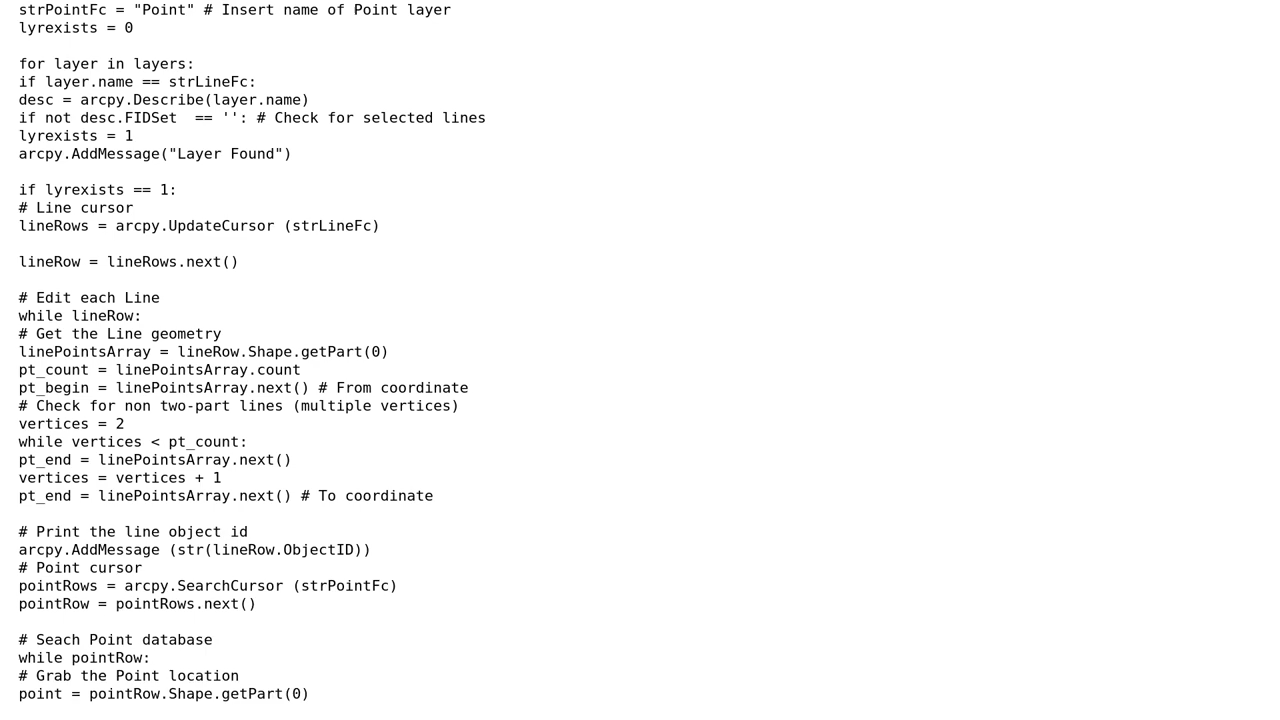 strPointFc = "Point" # Insert name of Point layer
lyrexists = 0
for layer in layers:
if layer.name == strLineFc:
desc = arcpy.Describe(layer.name)
if not desc.FIDSet  == '': # Check for selected lines
lyrexists = 1
arcpy.AddMessage("Layer Found")
if lyrexists == 1:
# Line cursor
lineRows = arcpy.UpdateCursor (strLineFc)
lineRow = lineRows.next()
# Edit each Line
while lineRow:
# Get the Line geometry
linePointsArray = lineRow.Shape.getPart(0)
pt_count = linePointsArray.count
pt_begin = linePointsArray.next() # From coordinate
# Check for non two-part lines (multiple vertices)
vertices = 2
while vertices < pt_count:
pt_end = linePointsArray.next()
vertices = vertices + 1
pt_end = linePointsArray.next() # To coordinate
# Print the line object id
arcpy.AddMessage (str(lineRow.ObjectID))
# Point cursor
pointRows = arcpy.SearchCursor (strPointFc)
pointRow = pointRows.next()
# Seach Point database
while pointRow:
# Grab the Point location
point = pointRow.Shape.getPart(0)